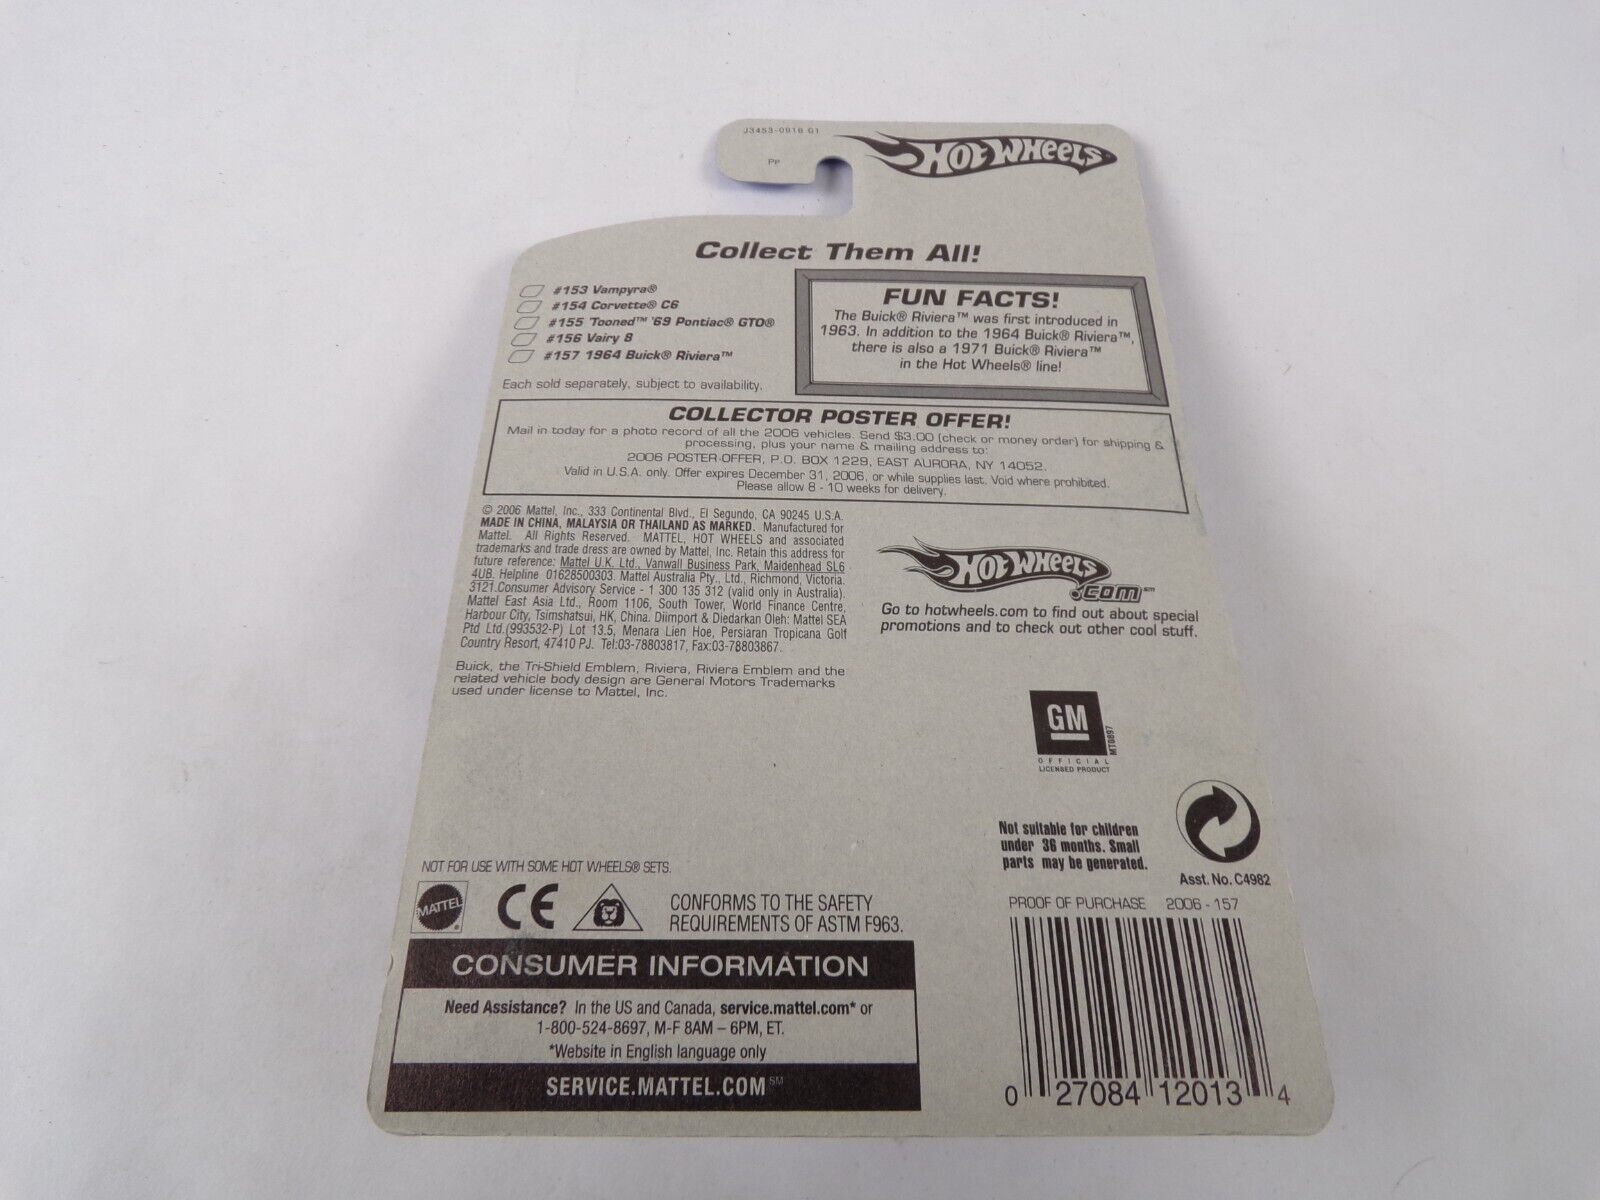 J3453-0918 G1
HOT WHEELS
PP
Collect Them All!
#153 Vampyra®
#154 Corvette® C6
#155 'Tooned™ '69 Pontiac® GTO®
#156 Vairy 8
#157 1964 Buick® Riviera™
Each sold separately, subject to availability.
FUN FACTS!
The Buick® Riviera™ was first introduced in
1963. In addition to the 1964 Buick® Riviera™,
there is also a 1971 Buick® Riviera™
in the Hot Wheels® line!
COLLECTOR POSTER OFFER!
Mail in today for a photo record of all the 2006 vehicles. Send $3.00 (check or money order) for shipping &
processing, plus your name & mailing address to:
2006 POSTER OFFER, P.O. BOX 1229, EAST AURORA, NY 14052.
Valid in U.S.A. only. Offer expires December 31, 2006, or while supplies last. Void where prohibited.
Please allow 8 - 10 weeks for delivery.
© 2006 Mattel, Inc., 333 Continental Blvd., El Segundo, CA 90245 U.S.A.
MADE IN CHINA, MALAYSIA OR THAILAND AS MARKED. Manufactured for
Mattel. All Rights Reserved. MATTEL, HOT WHEELS and associated
trademarks and trade dress are owned by Mattel, Inc. Retain this address for
future reference: Mattel U.K. Ltd., Vanwall Business Park, Maidenhead SL6
4UB. Helpline 01628500303. Mattel Australia Pty., Ltd., Richmond, Victoria.
3121.Consumer Advisory Service - 1 300 135 312 (valid only in Australia).
Mattel East Asia Ltd., Room 1106, South Tower, World Finance Centre,
Harbour City, Tsimshatsui, HK, China. Diimport & Diedarkan Oleh: Mattel SEA
Ptd Ltd.(993532-P) Lot 13.5, Menara Lien Hoe, Persiaran Tropicana Golf
Country Resort, 47410 PJ. Tel:03-78803817, Fax:03-78803867.
Buick, the Tri-Shield Emblem, Riviera, Riviera Emblem and the
related vehicle body design are General Motors Trademarks
used under license to Mattel, Inc.
HOT WHEELS
.com℠
Go to hotwheels.com to find out about special
promotions and to check out other cool stuff.
GM
MTG897
OFFICIAL
LICENSED PRODUCT
Not suitable for children
under 36 months. Small
parts may be generated.
Asst. No. C4982
NOT FOR USE WITH SOME HOT WHEELS® SETS.
MATTEL®
CE
CONFORMS TO THE SAFETY
REQUIREMENTS OF ASTM F963.
PROOF OF PURCHASE 2006 - 157
CONSUMER INFORMATION
Need Assistance? In the US and Canada, service.mattel.com* or
1-800-524-8697, M-F 8AM – 6PM, ET.
*Website in English language only
SERVICE.MATTEL.COM℠
0 27084 12013 4